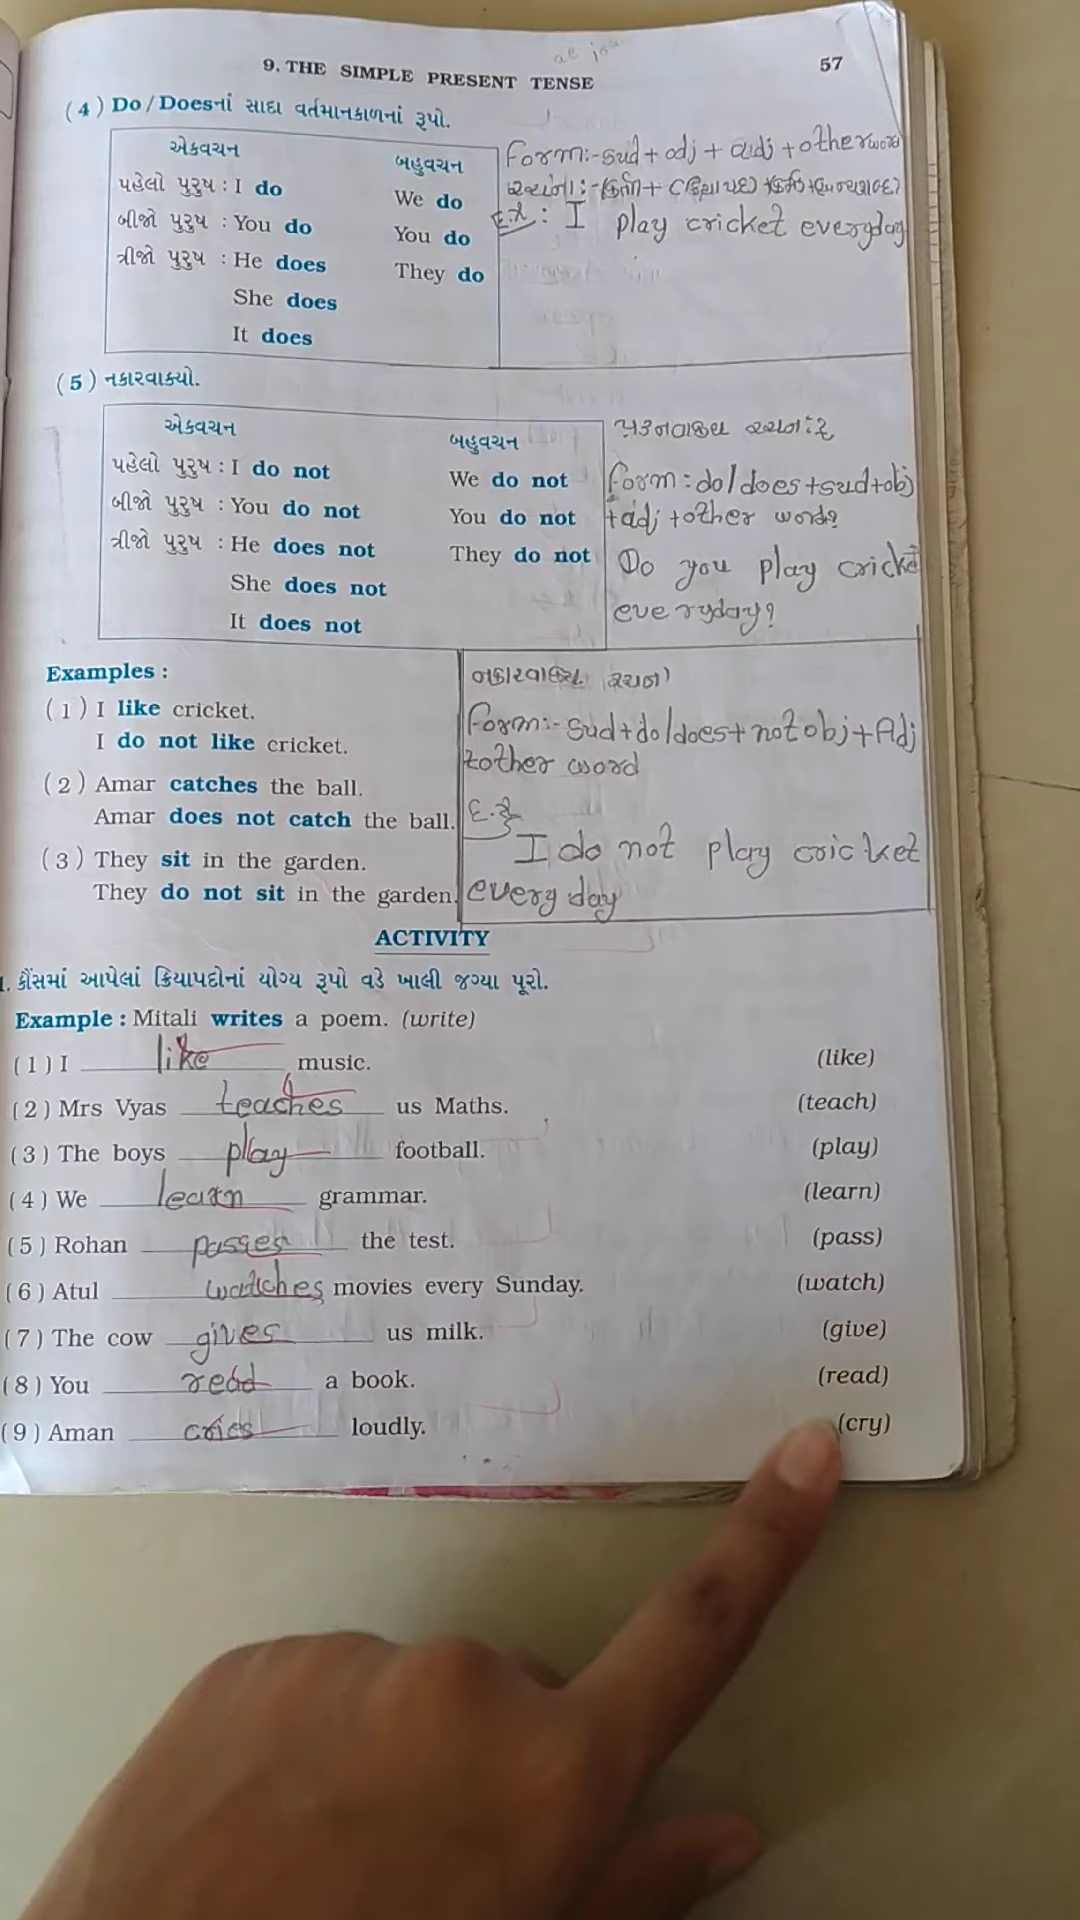 9. THE SIMPLE PRESENT TENSE
57
(4) Do / Doesનાં સાદા વર્તમાનકાળનાં રૂપો.
એકવચન બહુવચન
પહેલો પુરુષ : I do We do
બીજો પુરુષ : You do You do
ત્રીજો પુરુષ : He does They do
She does
It does
Form:-sud + adj + adj + other word
I play cricket everyday
(5) નકારવાક્યો.
એકવચન બહુવચન
પહેલો પુરુષ : I do not We do not
બીજો પુરુષ : You do not You do not
ત્રીજો પુરુષ : He does not They do not
She does not
It does not
form: do/does+sud+obj
+adj +other word?
Do you play cricket
everyday?
Examples :
(1) I like cricket.
I do not like cricket.
(2) Amar catches the ball.
Amar does not catch the ball.
(3) They sit in the garden.
They do not sit in the garden.
Form:- sud+do/does+not obj+Adj
+other word
I do not play cricket
every day
ACTIVITY
1. કૌંસમાં આપેલાં ક્રિયાપદોનાં યોગ્ય રૂપો વડે ખાલી જગ્યા પૂરો.
Example : Mitali writes a poem. (write)
(1) I like music. (like)
(2) Mrs Vyas teaches us Maths. (teach)
(3) The boys play football. (play)
(4) We learn grammar. (learn)
(5) Rohan passes the test. (pass)
(6) Atul watches movies every Sunday. (watch)
(7) The cow gives us milk. (give)
(8) You read a book. (read)
(9) Aman cries loudly. (cry)